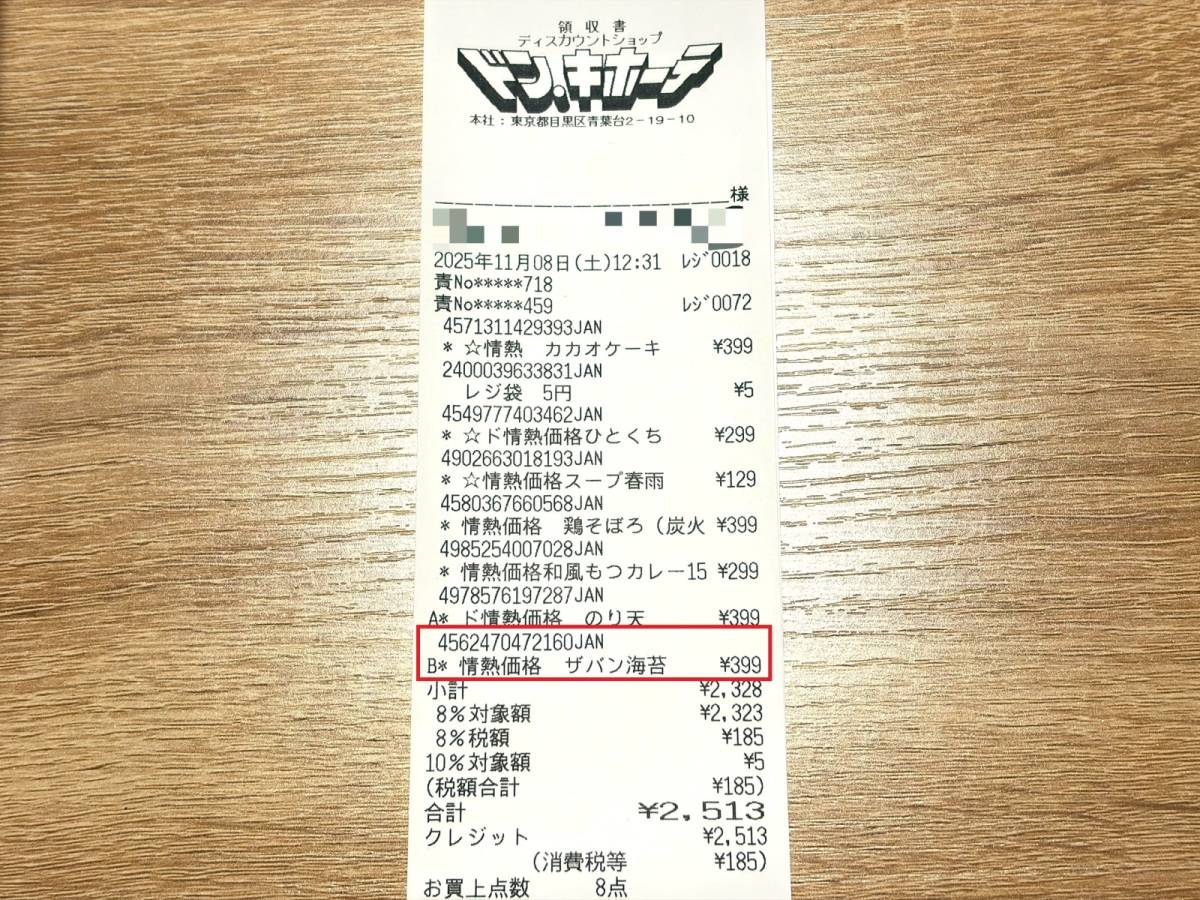 領収書
ディスカウントショップ
ドン.キホーテ
本社:東京都目黒区青葉台2-19-10
様
2025年11月08日(土)12:31 レジ0018
責No*****718
責No*****459 レジ0072
4571311429393JAN
* ☆情熱 カカオケーキ ¥399
2400039633831JAN
レジ袋 5円 ¥5
4549777403462JAN
* ☆ド情熱価格ひとくち ¥299
4902663018193JAN
* ☆情熱価格スープ春雨 ¥129
4580367660568JAN
* 情熱価格 鶏そぼろ(炭火 ¥399
4985254007028JAN
* 情熱価格和風もつカレー15 ¥299
4978576197287JAN
A* ド情熱価格 のり天 ¥399
4562470472160JAN
B* 情熱価格 ザバン海苔 ¥399
小計 ¥2,328
8%対象額 ¥2,323
8%税額 ¥185
10%対象額 ¥5
(税額合計 ¥185)
合計 ¥2,513
クレジット ¥2,513
(消費税等 ¥185)
お買上点数 8点